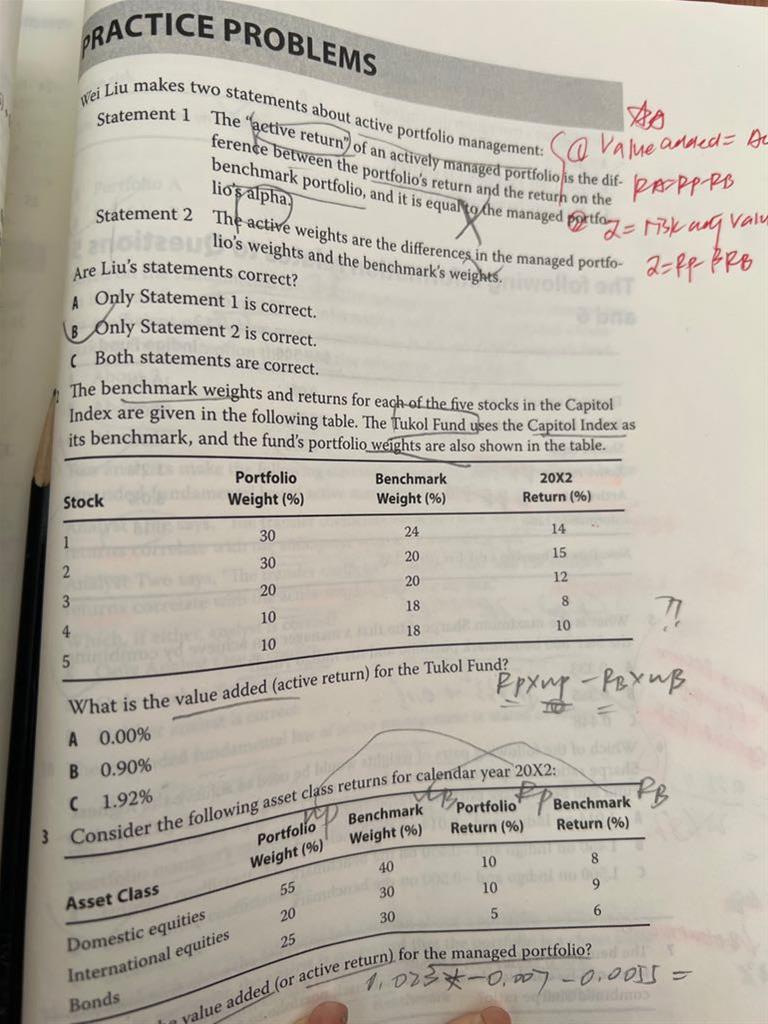 PRACTICE PROBLEMS
Wei Liu makes two statements about active portfolio management:
Statement 1 The "active return" of an actively managed portfolio is the dif-
ference between the portfolio's return and the return on the
benchmark portfolio, and it is equal to the managed portfo-
lio's alpha.
Statement 2 The active weights are the differences in the managed portfo-
lio's weights and the benchmark's weights.
① Value added =
RA=RP-RB
② α = risk adj valu
α=Rp-βRB
Are Liu's statements correct?
A Only Statement 1 is correct.
B Only Statement 2 is correct.
C Both statements are correct.
The benchmark weights and returns for each of the five stocks in the Capitol
Index are given in the following table. The Tukol Fund uses the Capitol Index as
its benchmark, and the fund's portfolio weights are also shown in the table.
Stock Portfolio Weight (%) Benchmark Weight (%) 20X2 Return (%)
1 30 24 14
2 30 20 15
3 20 20 12
4 10 18 8
5 10 18 10
?!
What is the value added (active return) for the Tukol Fund?
Rp×wp - RB×wB
A 0.00%
B 0.90%
C 1.92%
3 Consider the following asset class returns for calendar year 20X2:
wp wB Rp RB
Asset Class Portfolio Weight (%) Benchmark Weight (%) Portfolio Return (%) Benchmark Return (%)
Domestic equities 55 40 10 8
International equities 20 30 10 9
Bonds 25 30 5 6
value added (or active return) for the managed portfolio?
-0.007 -0.0055 =